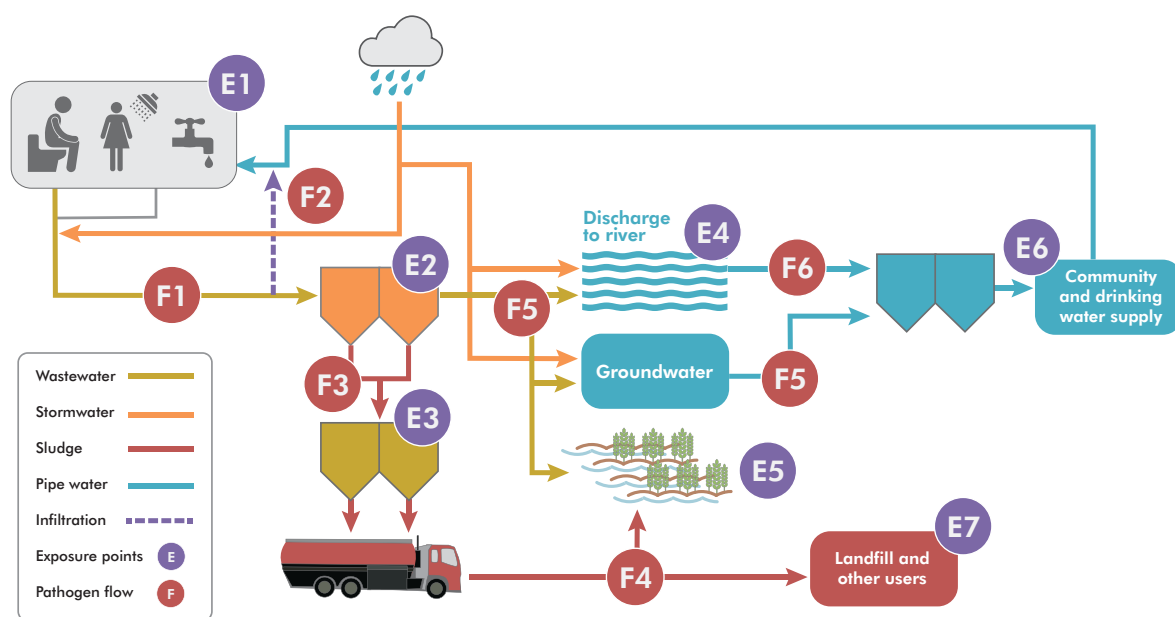 E1
F2
Discharge
to river
E4
E2
F6
E6
F1
F5
Community
and drinking
water supply
Wastewater
Stormwater
Sludge
Pipe water
Infiltration
Exposure points E
Pathogen flow F
F3
Groundwater
F5
E3
E5
E7
F4
Landfill and
other users